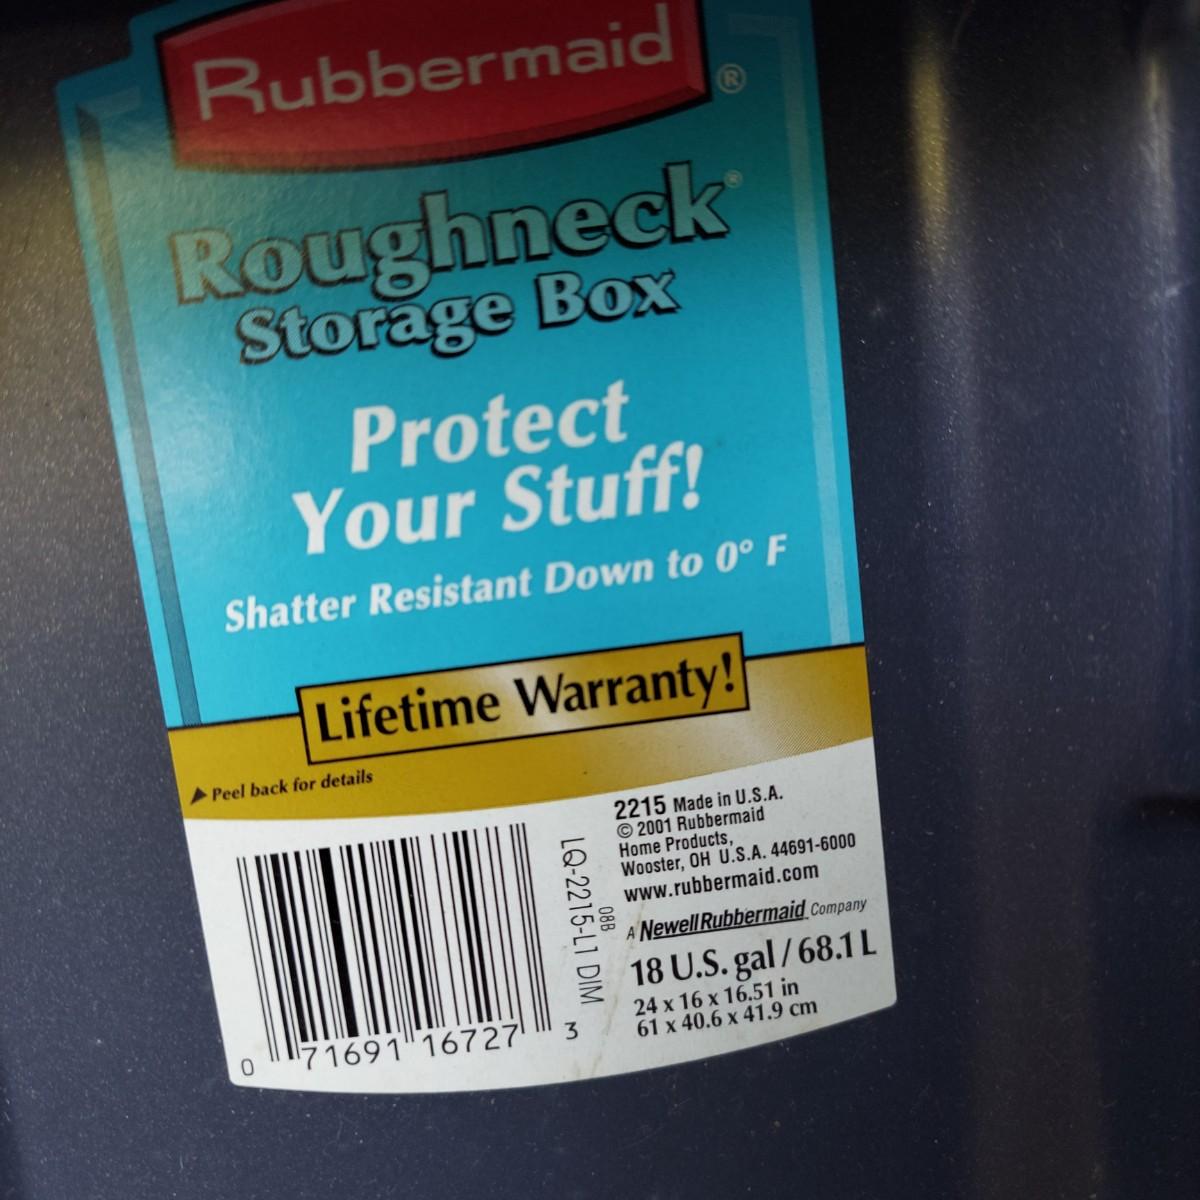 Rubbermaid®
Roughneck®
Storage Box
Protect
Your Stuff!
Shatter Resistant Down to 0° F
Lifetime Warranty!
Peel back for details
2215 Made in U.S.A.
© 2001 Rubbermaid
Home Products,
Wooster, OH U.S.A. 44691-6000
www.rubbermaid.com
A NewellRubbermaid Company
18 U.S. gal / 68.1 L
24 x 16 x 16.51 in
61 x 40.6 x 41.9 cm
LQ-2215-L1 DIM
08B
0 71691 16727 3